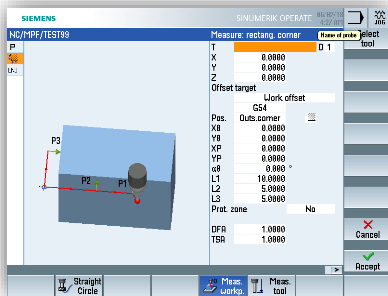 SIEMENS
SINUMERIK OPERATE
JOG
NC/MPF/TEST99
Measure: rectang. corner
Name of probe
Select tool
T D 1
X 0.0000
Y 0.0000
Z 0.0000
Offset target
Work offset
G54
Pos. Outs.corner
X0 0.0000
Y0 0.0000
XP 0.0000
YP 0.0000
α0 0.000 °
L1 10.0000
L2 5.0000
L3 5.0000
Prot. zone No
DFA 1.0000
TSA 1.0000
P
P3
P2
P1
Cancel
Accept
Straight Circle
Meas. workp.
Meas. tool